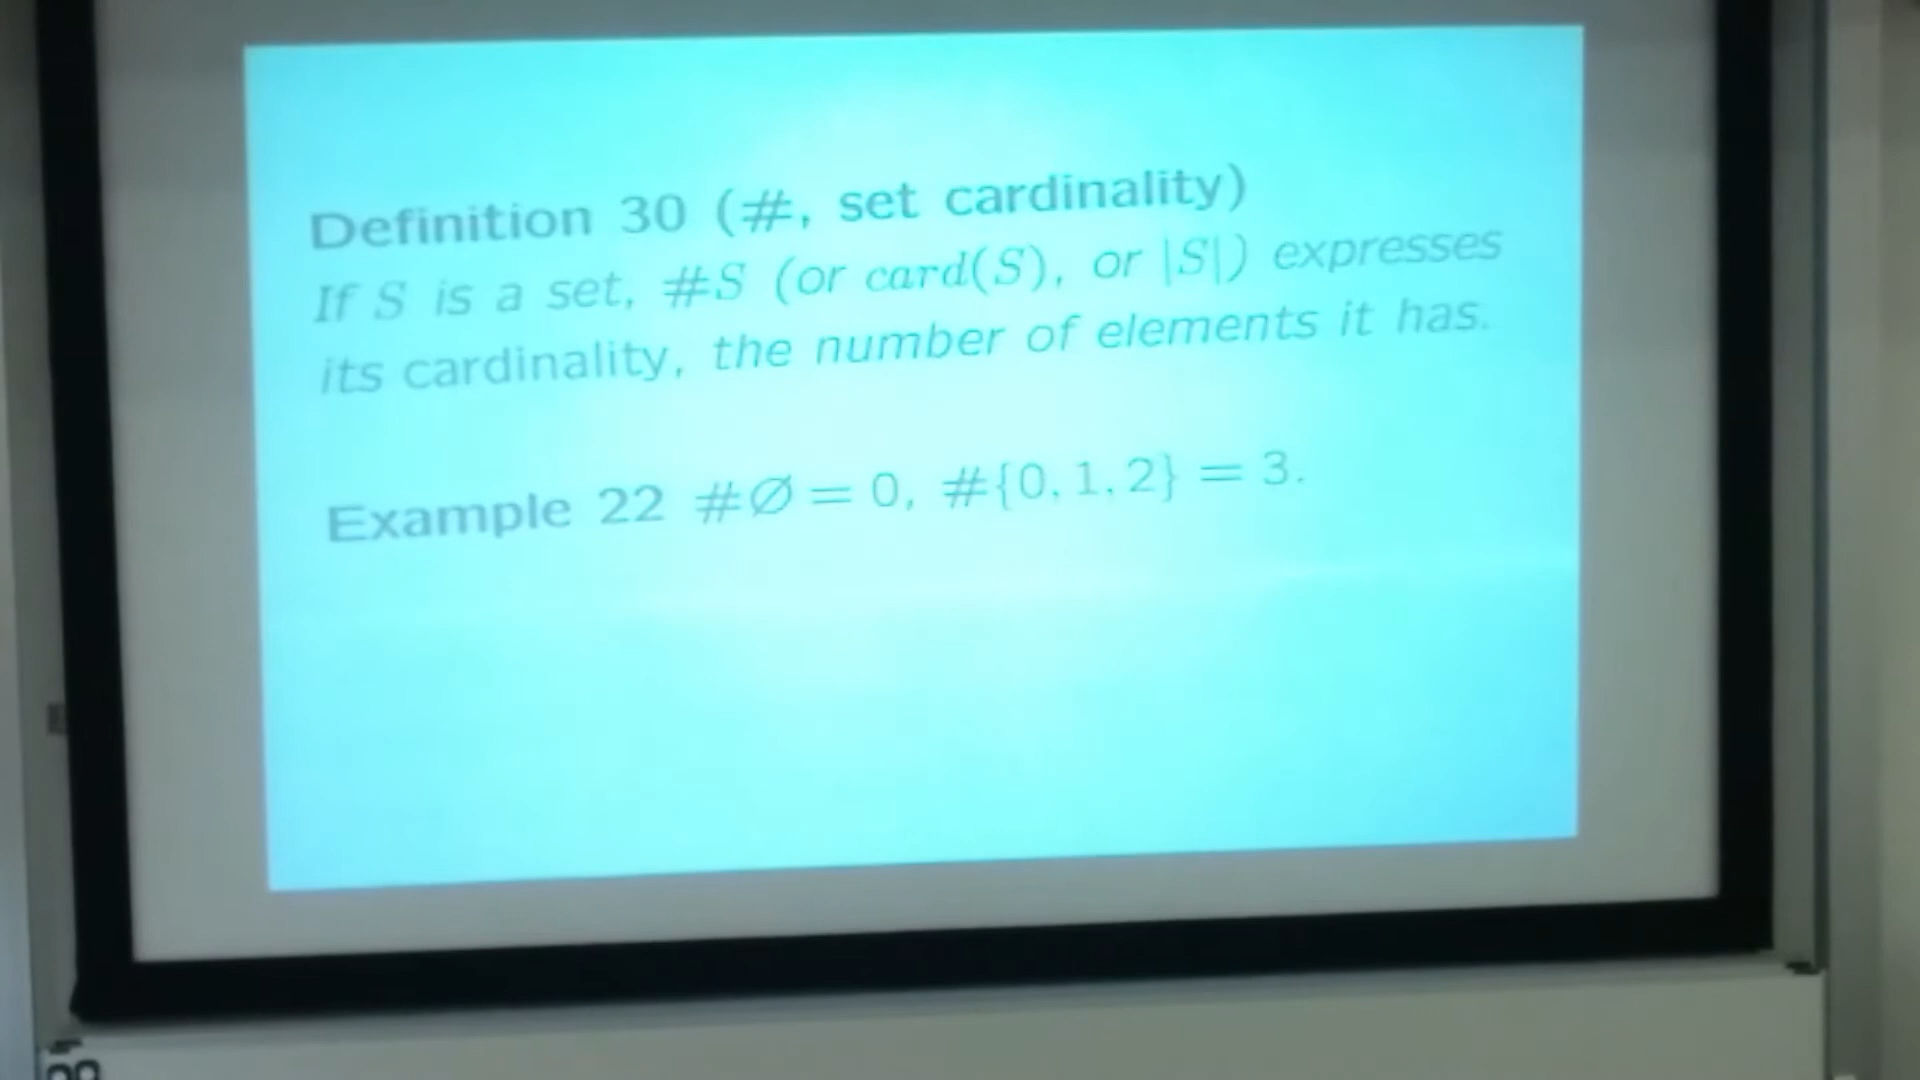 Definition 30 (#, set cardinality)
If S is a set, #S (or card(S), or |S|) expresses
its cardinality, the number of elements it has.
Example 22 #∅ = 0, #{0, 1, 2} = 3.